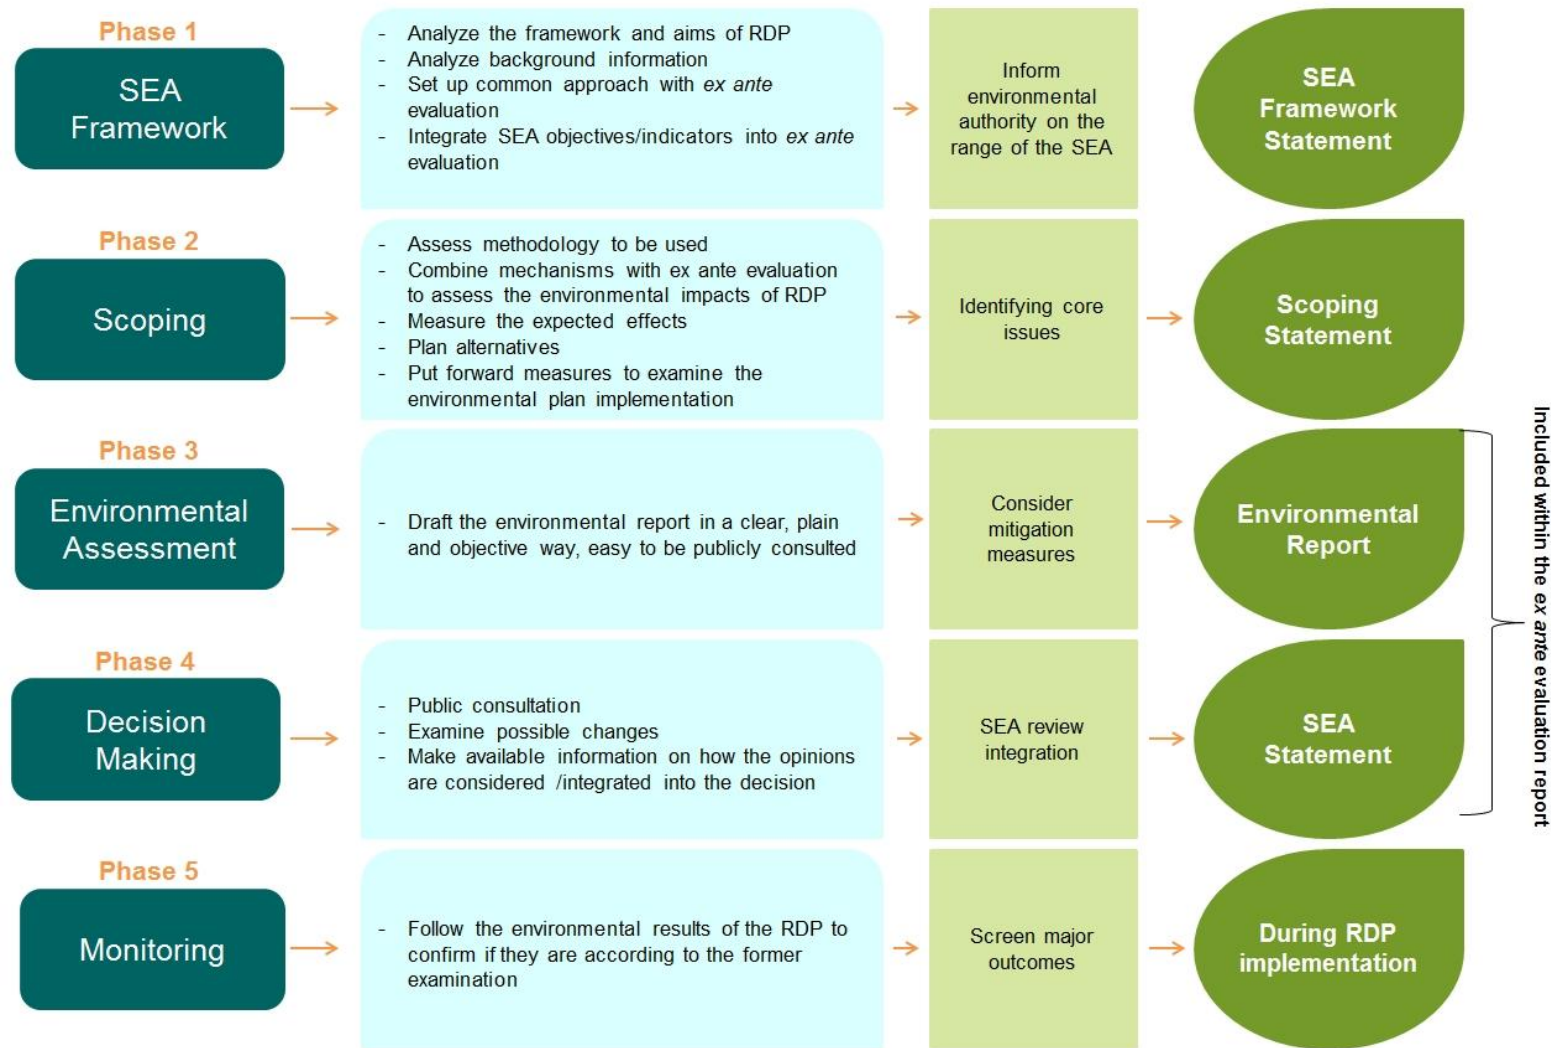 Phase 1
SEA
Framework
- Analyze the framework and aims of RDP
- Analyze background information
- Set up common approach with ex ante
evaluation
- Integrate SEA objectives/indicators into ex ante
evaluation
Inform
environmental
authority on the
range of the SEA
SEA
Framework
Statement
Phase 2
Scoping
- Assess methodology to be used
- Combine mechanisms with ex ante evaluation
to assess the environmental impacts of RDP
- Measure the expected effects
- Plan alternatives
- Put forward measures to examine the
environmental plan implementation
Identifying core
issues
Scoping
Statement
Phase 3
Environmental
Assessment
- Draft the environmental report in a clear, plain
and objective way, easy to be publicly consulted
Consider
mitigation
measures
Environmental
Report
Phase 4
Decision
Making
- Public consultation
- Examine possible changes
- Make available information on how the opinions
are considered /integrated into the decision
SEA review
integration
SEA
Statement
Included within the ex ante evaluation report
Phase 5
Monitoring
- Follow the environmental results of the RDP to
confirm if they are according to the former
examination
Screen major
outcomes
During RDP
implementation